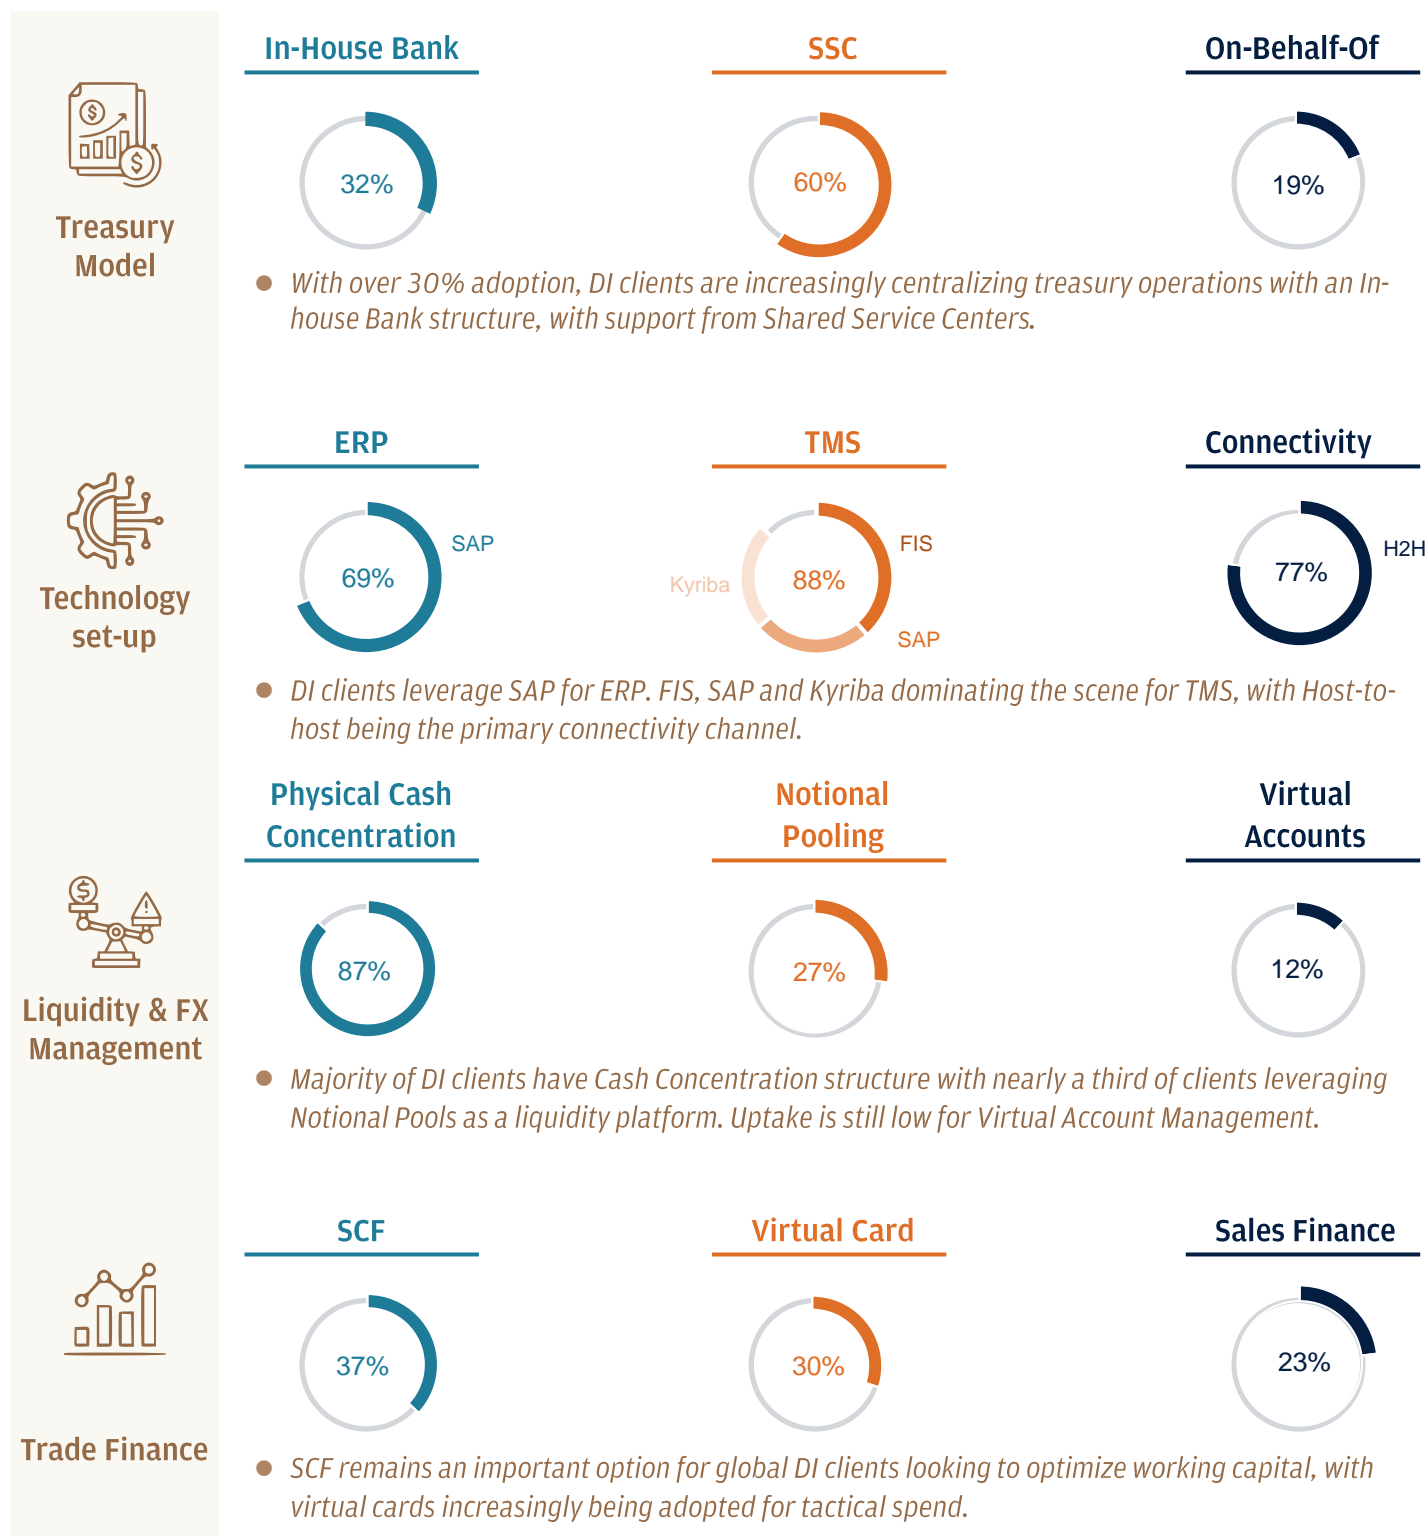 In-House Bank
SSC
On-Behalf-Of
$
$
32%
60%
19%
Treasury
Model
With over 30% adoption, DI clients are increasingly centralizing treasury operations with an In-
house Bank structure, with support from Shared Service Centers.
ERP
TMS
Connectivity
SAP
FIS
H2H
69%
Kyriba
88%
77%
SAP
Technology
set-up
DI clients leverage SAP for ERP. FIS, SAP and Kyriba dominating the scene for TMS, with Host-to-
host being the primary connectivity channel.
Physical Cash
Concentration
Notional
Pooling
Virtual
Accounts
$
!
87%
27%
12%
Liquidity & FX
Management
Majority of DI clients have Cash Concentration structure with nearly a third of clients leveraging
Notional Pools as a liquidity platform. Uptake is still low for Virtual Account Management.
SCF
Virtual Card
Sales Finance
37%
30%
23%
Trade Finance
SCF remains an important option for global DI clients looking to optimize working capital, with
virtual cards increasingly being adopted for tactical spend.